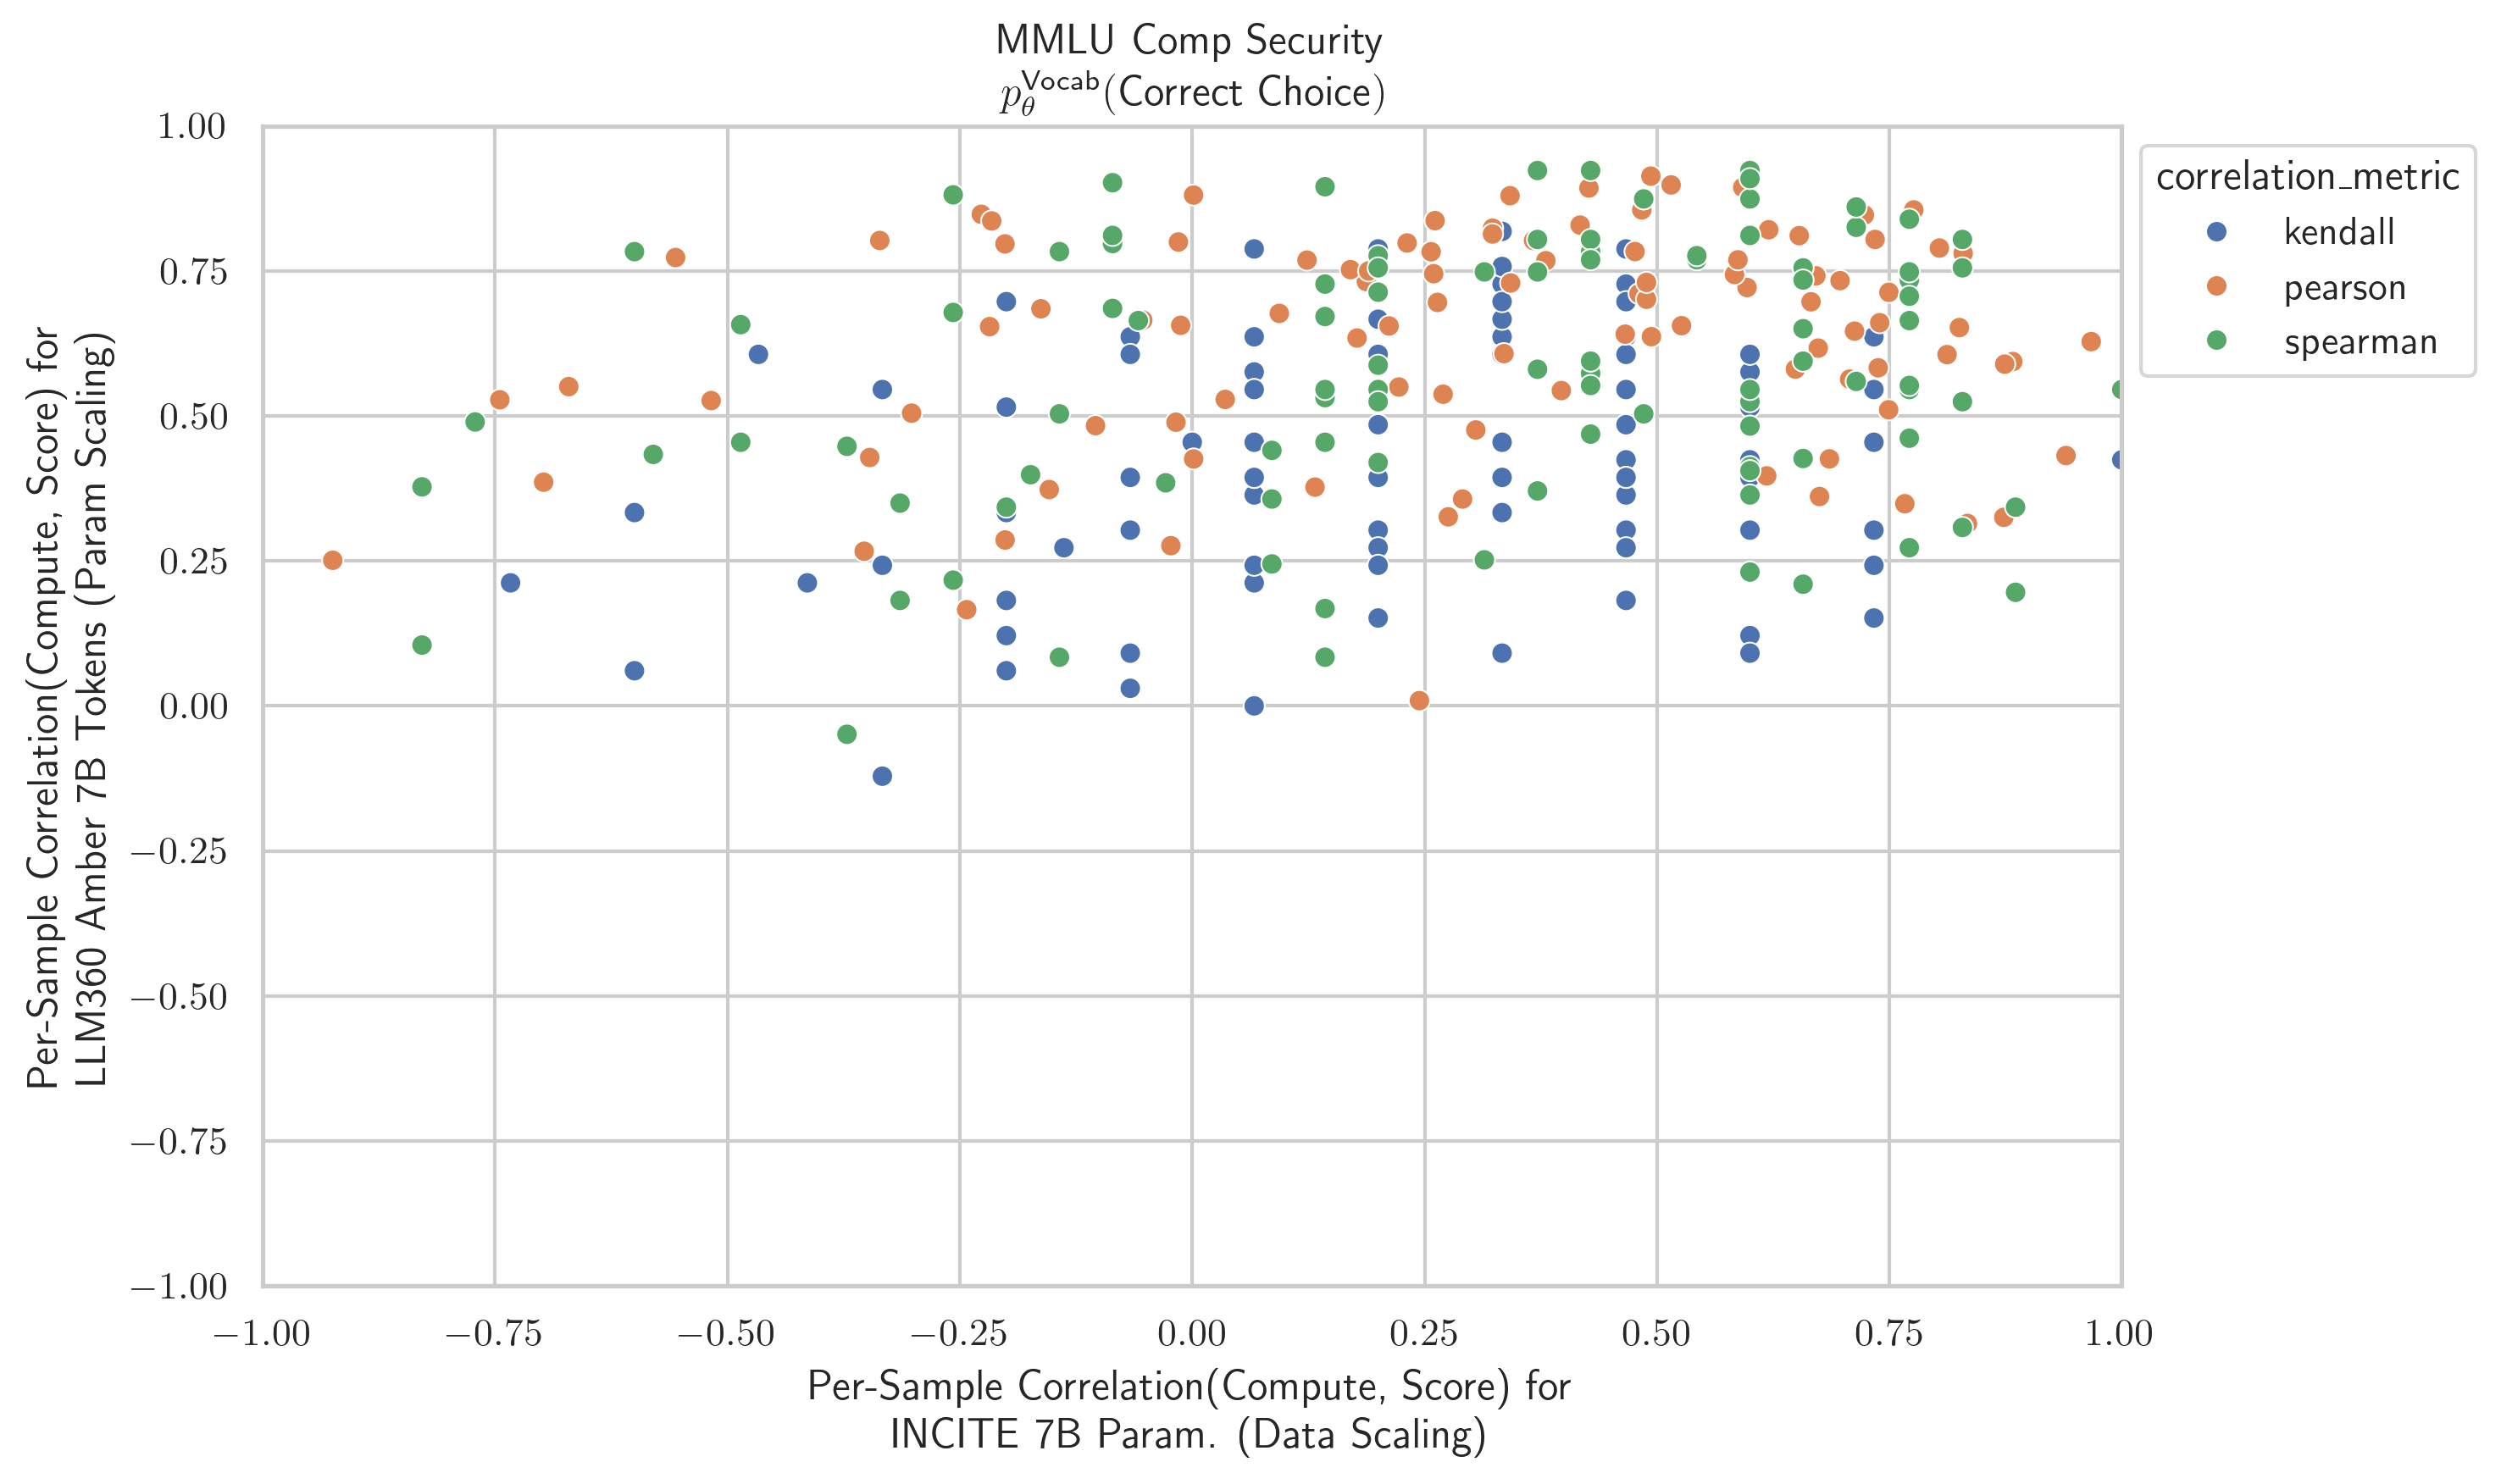 MMLU Comp Security
p_θ^Vocab(Correct Choice)
1.00
0.75
0.50
0.25
0.00
−0.25
−0.50
−0.75
−1.00
Per-Sample Correlation(Compute, Score) for
LLM360 Amber 7B Tokens (Param Scaling)
correlation_metric
kendall
pearson
spearman
−1.00 −0.75 −0.50 −0.25 0.00 0.25 0.50 0.75 1.00
Per-Sample Correlation(Compute, Score) for
INCITE 7B Param. (Data Scaling)